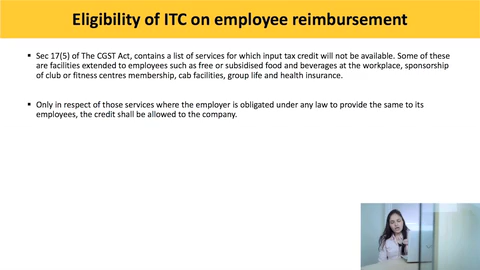 Eligibility of ITC on employee reimbursement
▪ Sec 17(5) of The CGST Act, contains a list of services for which input tax credit will not be available. Some of these
are facilities extended to employees such as free or subsidised food and beverages at the workplace, sponsorship
of club or fitness centres membership, cab facilities, group life and health insurance.
▪ Only in respect of those services where the employer is obligated under any law to provide the same to its
employees, the credit shall be allowed to the company.